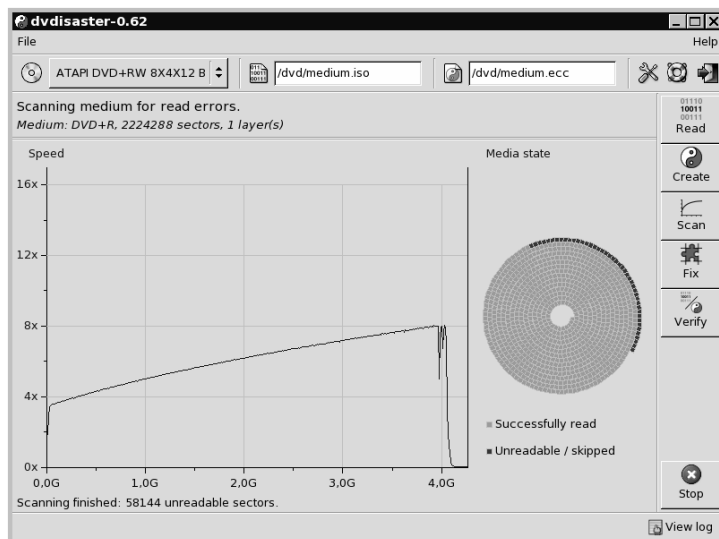 dvdisaster-0.62
File Help
ATAPI DVD+RW 8X4X12 B /dvd/medium.iso /dvd/medium.ecc
Scanning medium for read errors.
Medium: DVD+R, 2224288 sectors, 1 layer(s)
Speed Media state
16x
12x
8x
4x
0x
0,0G 1,0G 2,0G 3,0G 4,0G
Successfully read
Unreadable / skipped
Scanning finished: 58144 unreadable sectors.
01110
10011
00111
Read
Create
Scan
Fix
Verify
Stop
View log